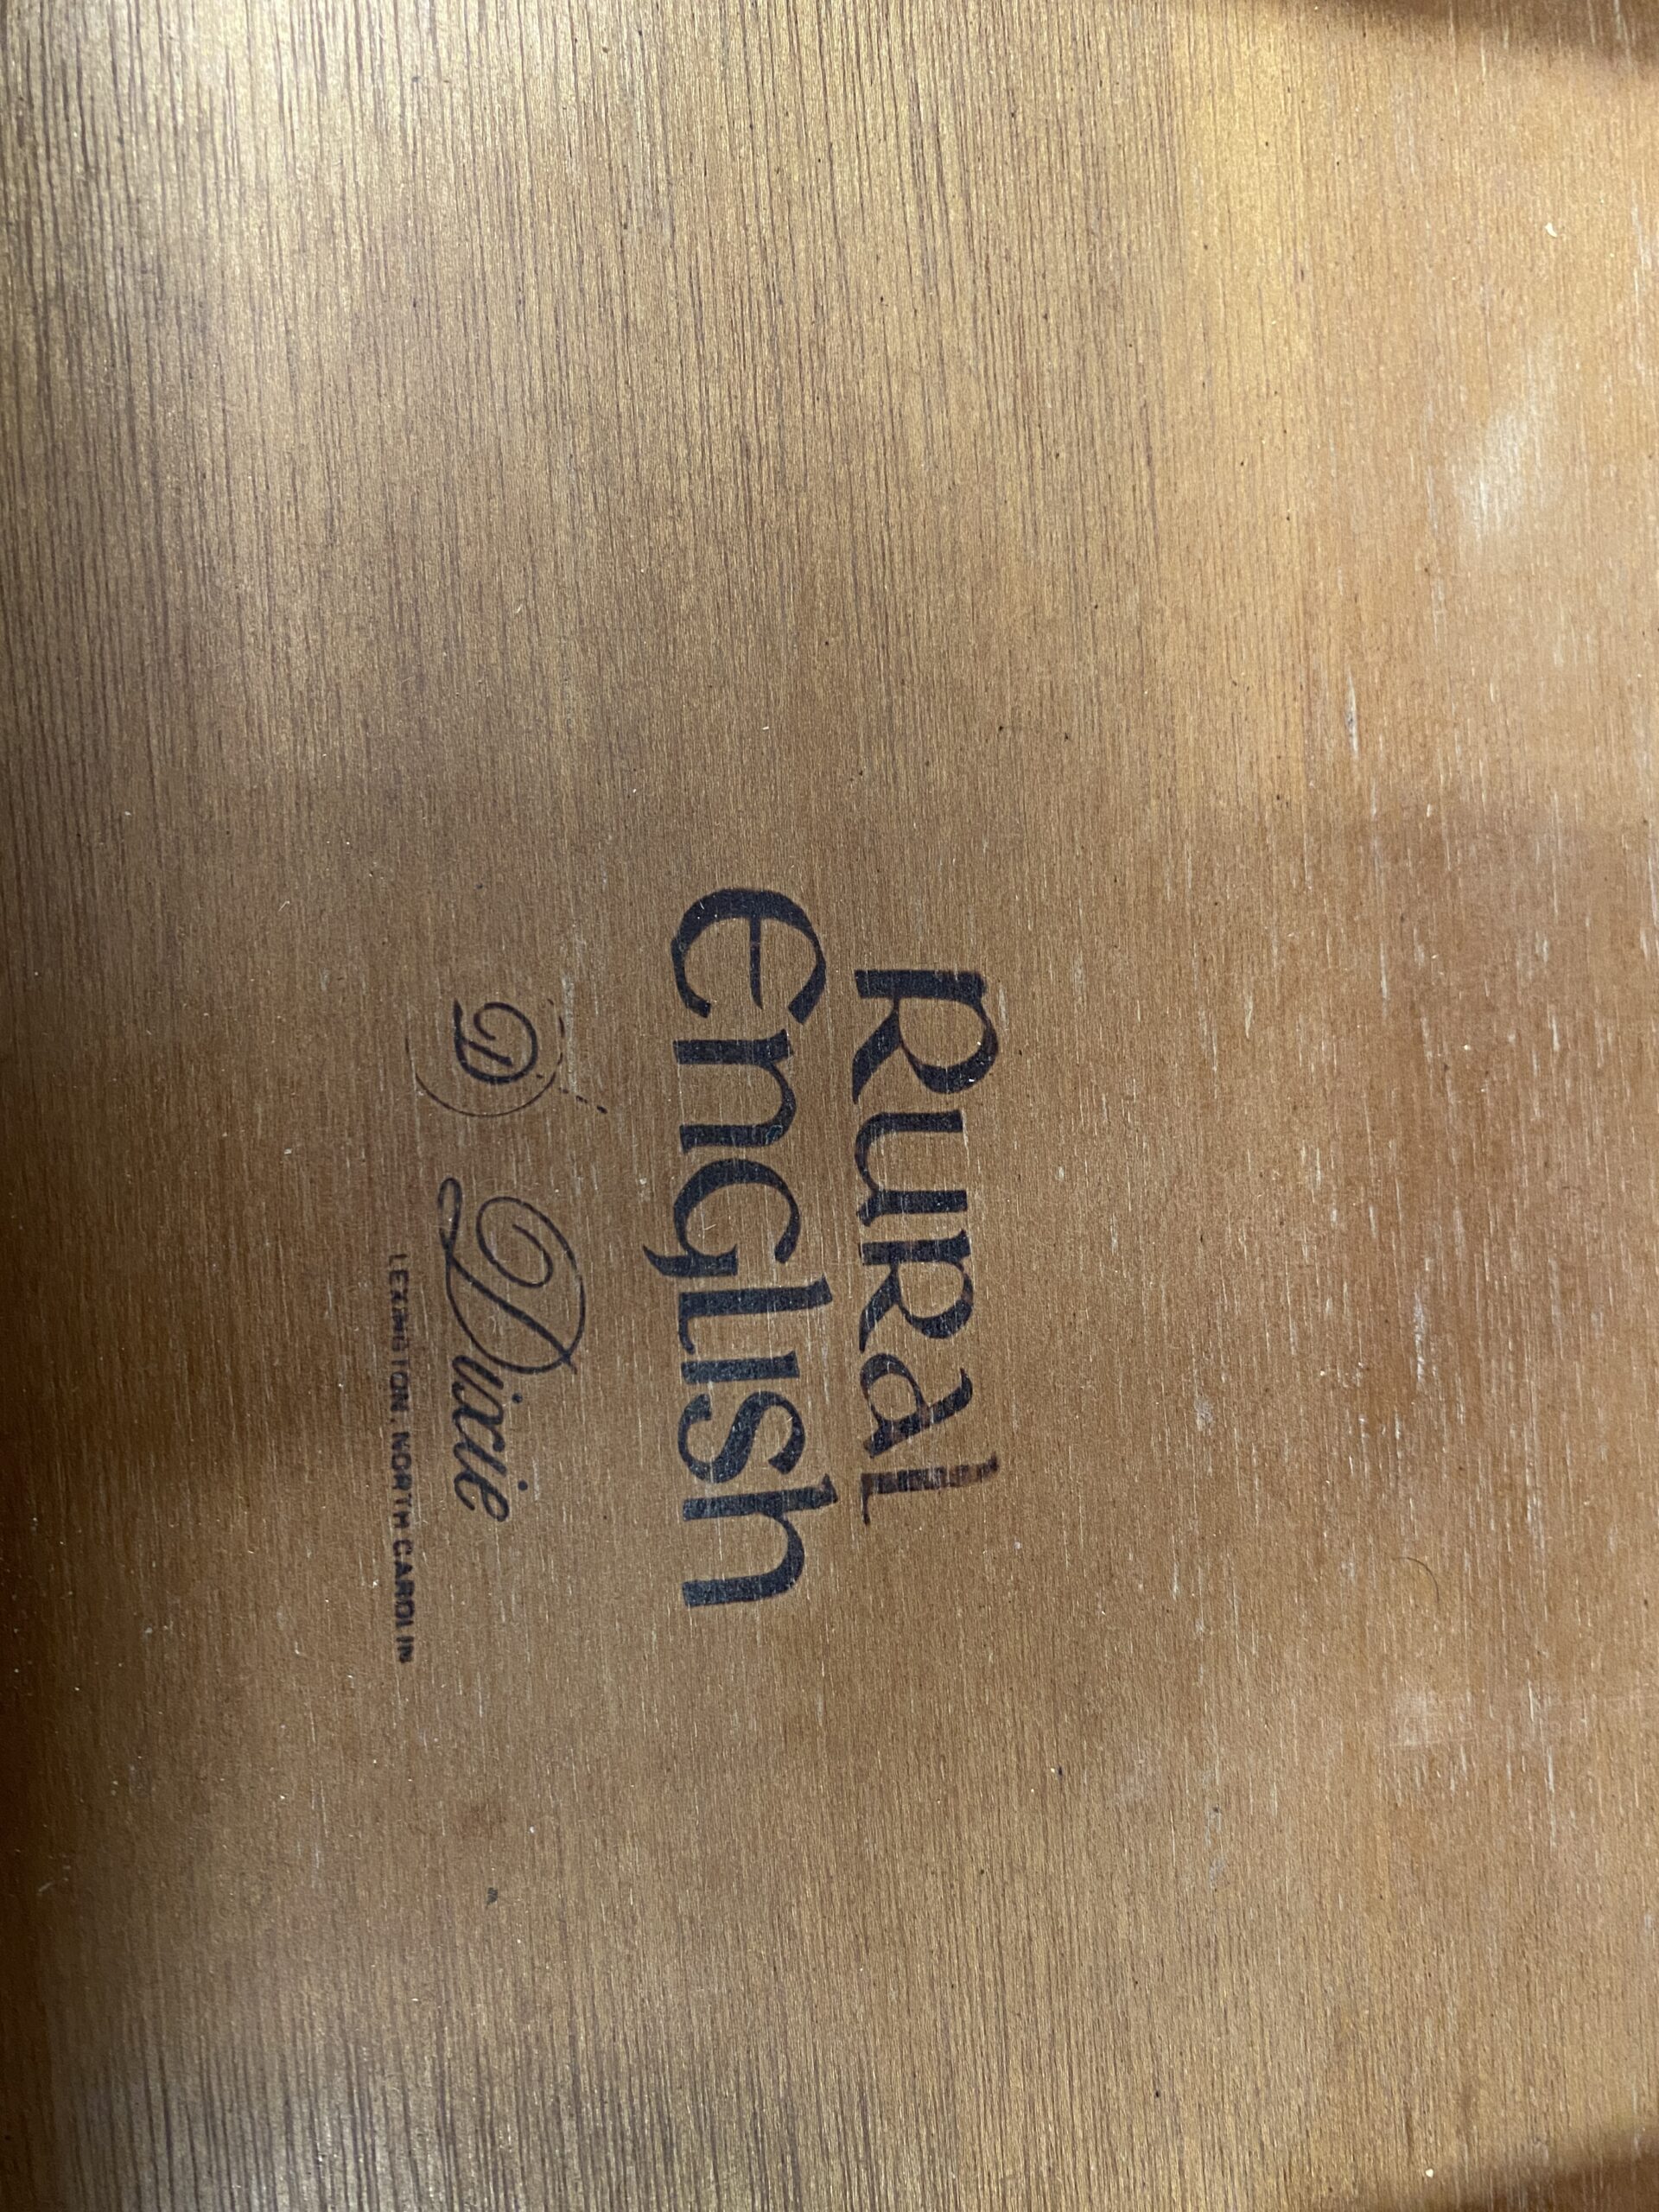 Rural
english
D Dixie
LEXINGTON, NORTH CAROLIN